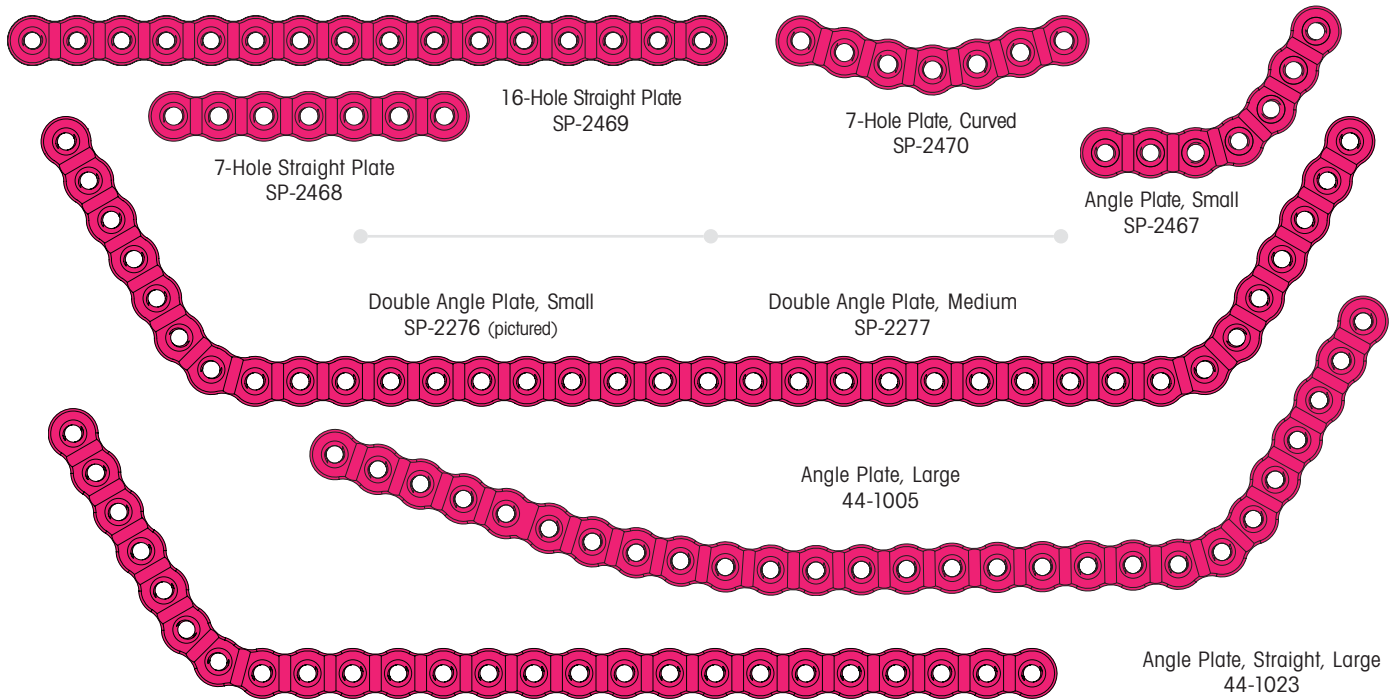 16-Hole Straight Plate
SP-2469
7-Hole Plate, Curved
SP-2470
7-Hole Straight Plate
SP-2468
Angle Plate, Small
SP-2467
Double Angle Plate, Small
SP-2276 (pictured)
Double Angle Plate, Medium
SP-2277
Angle Plate, Large
44-1005
Angle Plate, Straight, Large
44-1023